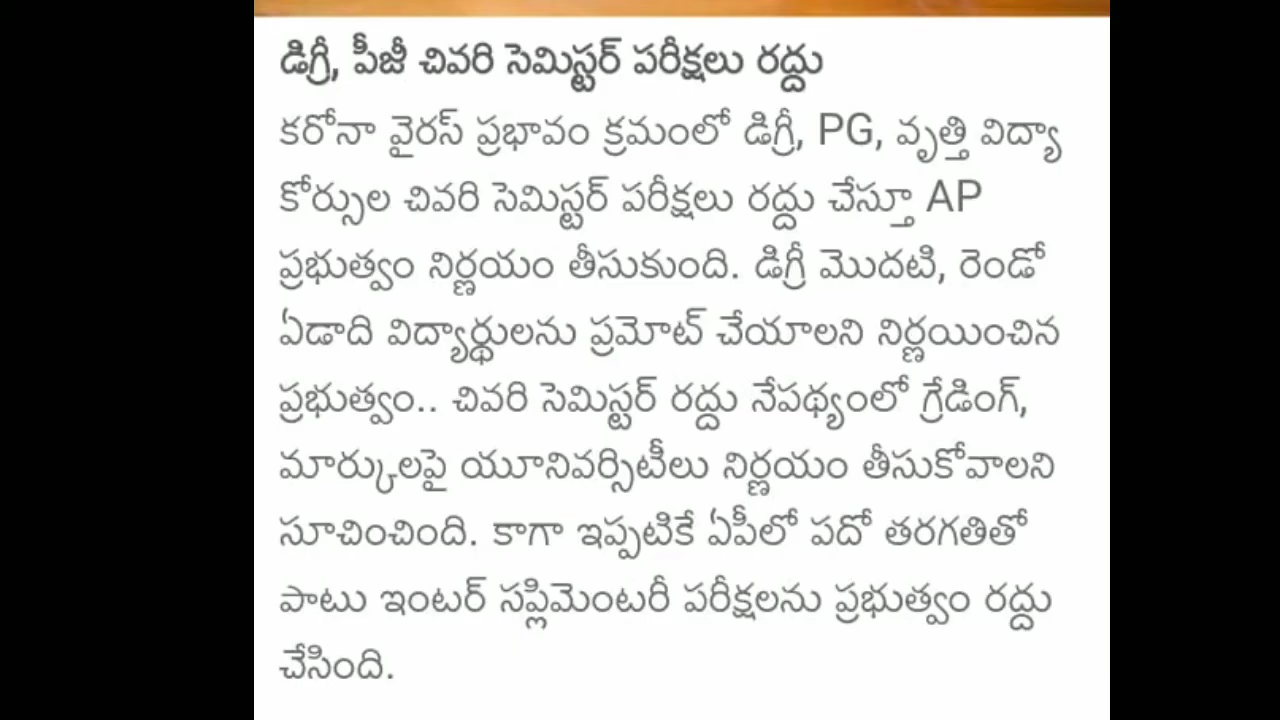 డిగ్రీ, పీజీ చివరి సెమిస్టర్ పరీక్షలు రద్దు
కరోనా వైరస్ ప్రభావం క్రమంలో డిగ్రీ, PG, వృత్తి విద్యా
కోర్సుల చివరి సెమిస్టర్ పరీక్షలు రద్దు చేస్తూ AP
ప్రభుత్వం నిర్ణయం తీసుకుంది. డిగ్రీ మొదటి, రెండో
ఏడాది విద్యార్థులను ప్రమోట్ చేయాలని నిర్ణయించిన
ప్రభుత్వం.. చివరి సెమిస్టర్ రద్దు నేపథ్యంలో గ్రేడింగ్,
మార్కులపై యూనివర్సిటీలు నిర్ణయం తీసుకోవాలని
సూచించింది. కాగా ఇప్పటికే ఏపీలో పదో తరగతితో
పాటు ఇంటర్ సప్లిమెంటరీ పరీక్షలను ప్రభుత్వం రద్దు
చేసింది.